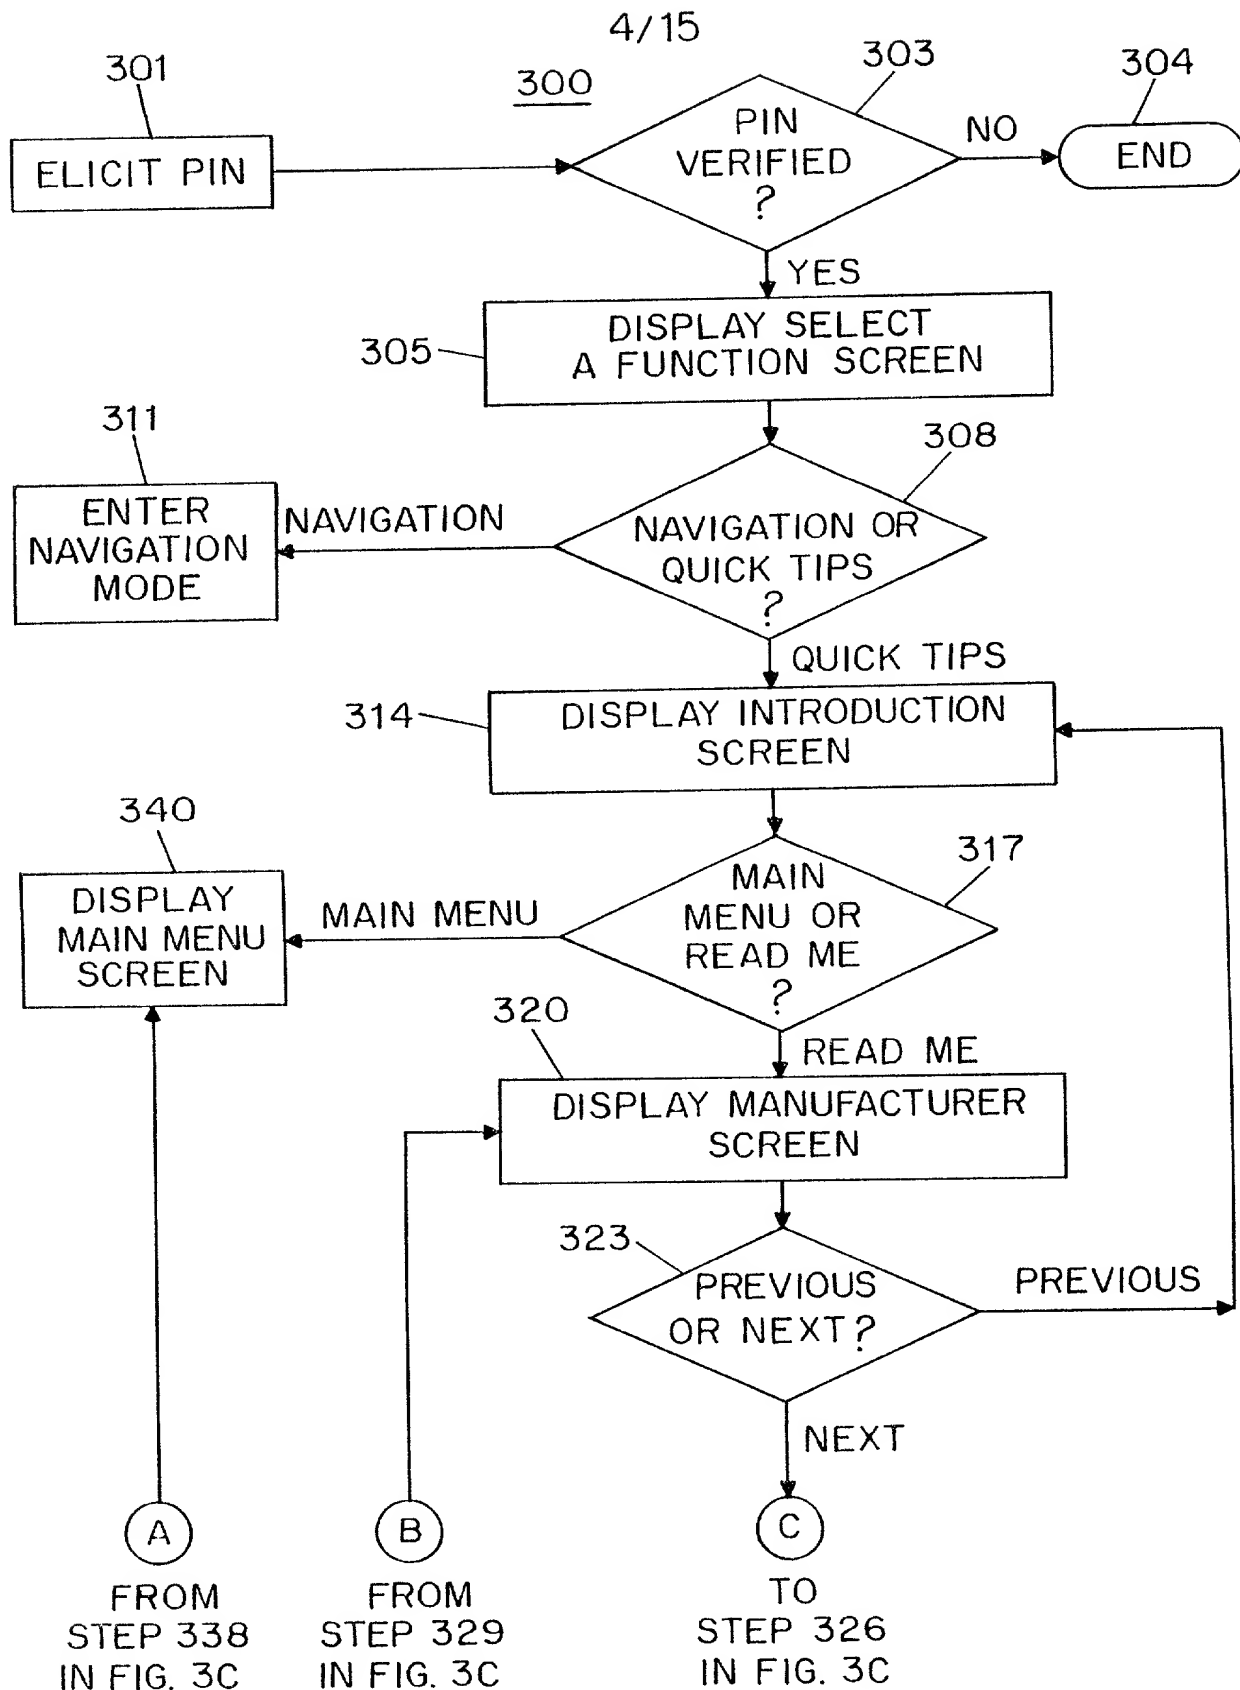 4/15
301
300
303
304
ELICIT PIN
PIN
VERIFIED
?
NO
END
YES
305
DISPLAY SELECT
A FUNCTION SCREEN
311
308
ENTER
NAVIGATION
MODE
NAVIGATION
NAVIGATION OR
QUICK TIPS
?
QUICK TIPS
314
DISPLAY INTRODUCTION
SCREEN
340
317
DISPLAY
MAIN MENU
SCREEN
MAIN MENU
MAIN
MENU OR
READ ME
?
320
READ ME
DISPLAY MANUFACTURER
SCREEN
323
PREVIOUS
OR NEXT?
PREVIOUS
NEXT
A
B
C
FROM
STEP 338
IN FIG. 3C
FROM
STEP 329
IN FIG. 3C
TO
STEP 326
IN FIG. 3C